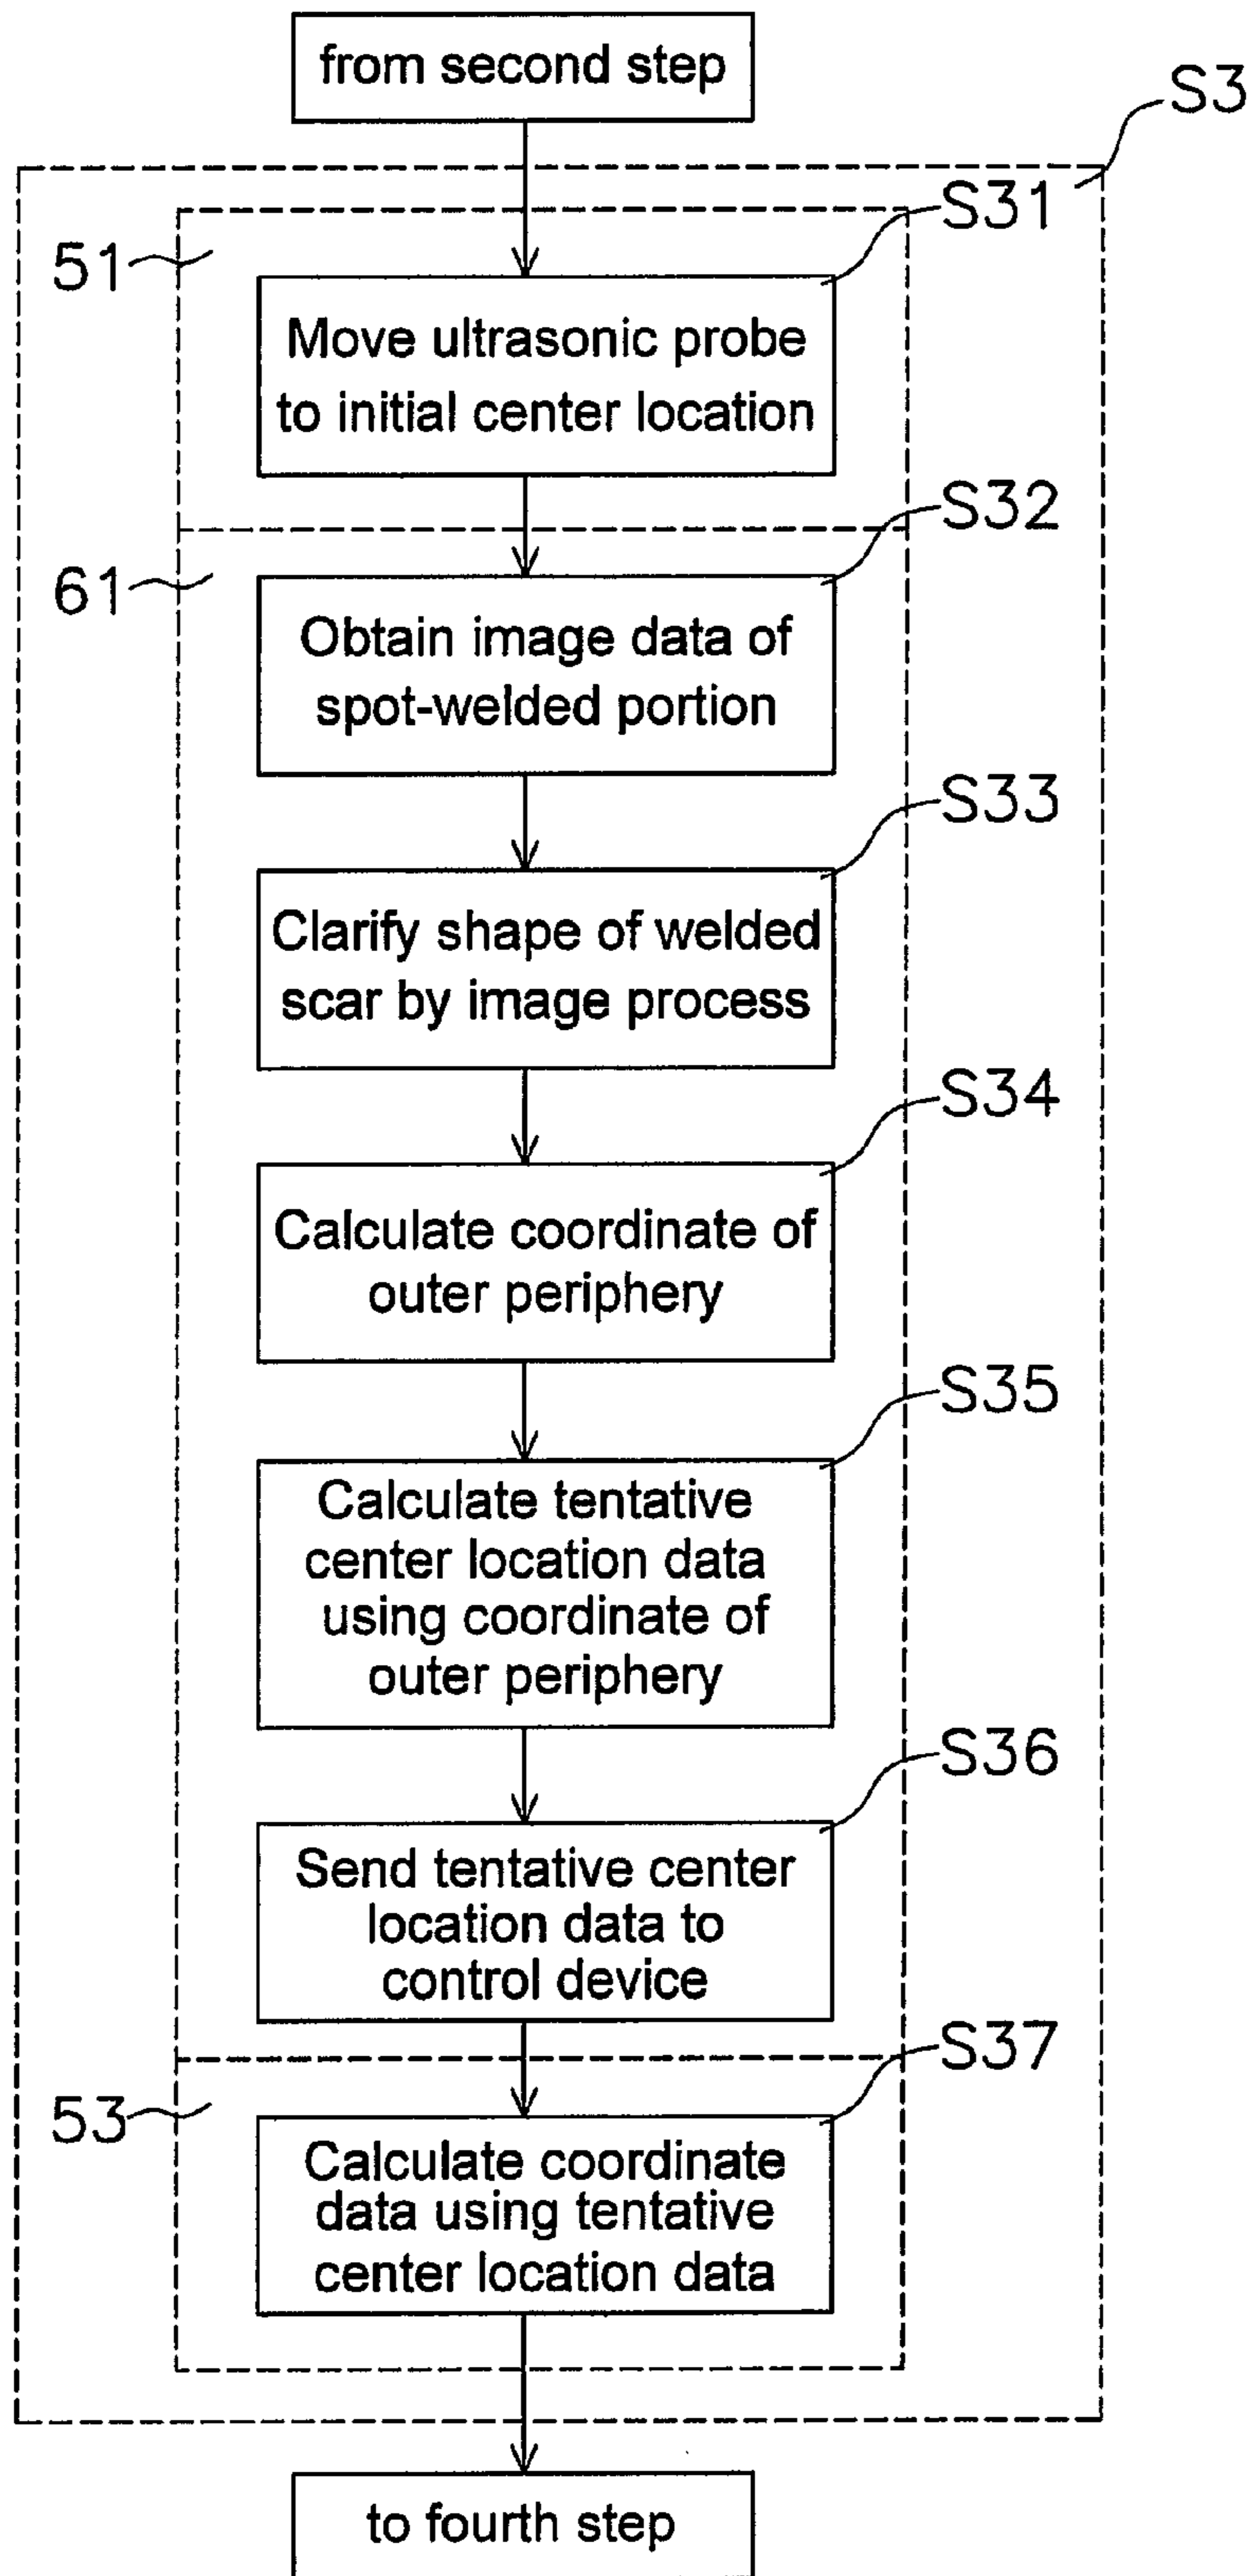 from second step
S3
S31
51
Move ultrasonic probe
to initial center location
S32
61
Obtain image data of
spot-welded portion
S33
Clarify shape of welded
scar by image process
S34
Calculate coordinate of
outer periphery
S35
Calculate tentative
center location data
using coordinate of
outer periphery
S36
Send tentative center
location data to
control device
S37
53
Calculate coordinate
data using tentative
center location data
to fourth step